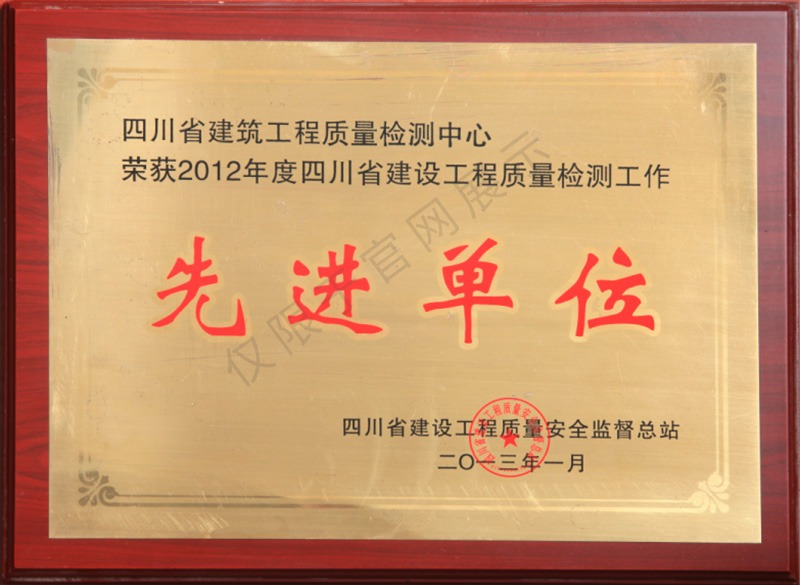 四川省建筑工程质量检测中心
荣获2012年度四川省建设工程质量检测工作
先进单位
四川省建设工程质量安全监督总站
二〇一三年一月
仅限于官网展示